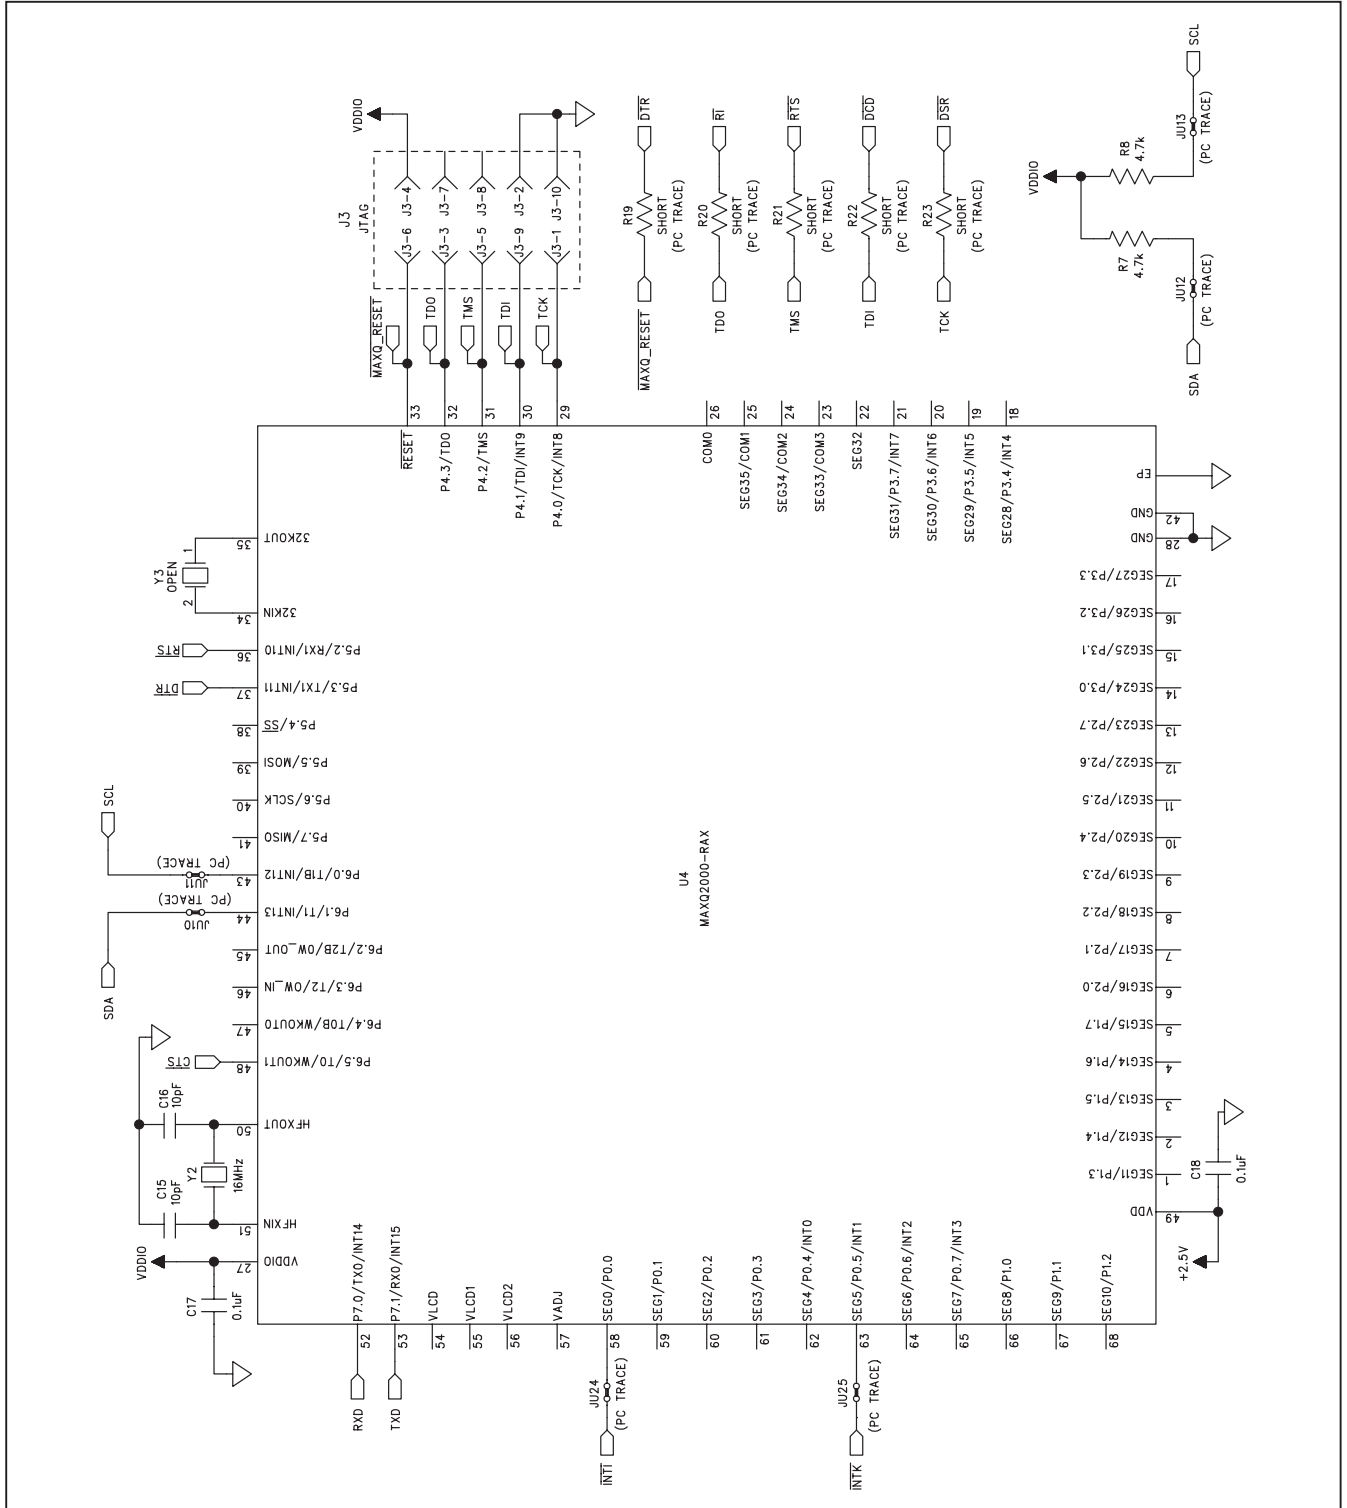 SCL
JU13
(PC TRACE)
R8
4.7k
VDDIO
R7
4.7k
JU12
(PC TRACE)
SDA
VDDIO
J3
JTAG
J3-6 J3-4
J3-3 J3-7
J3-5 J3-8
J3-9 J3-2
J3-1 J3-10
MAXQ_RESET
TDO
TMS
TDI
TCK
DTR
R19
SHORT
(PC TRACE)
MAXQ_RESET
RI
R20
SHORT
(PC TRACE)
TDO
RTS
R21
SHORT
(PC TRACE)
TMS
DCD
R22
SHORT
(PC TRACE)
TDI
DSR
R23
SHORT
(PC TRACE)
TCK
33
RESET
32
P4.3/TDO
31
P4.2/TMS
30
P4.1/TDI/INT9
29
P4.0/TCK/INT8
26
COM0
25
SEG35/COM1
24
SEG34/COM2
23
SEG33/COM3
22
SEG32
21
SEG31/P3.7/INT7
20
SEG30/P3.6/INT6
19
SEG29/P3.5/INT5
18
SEG28/P3.4/INT4
Y3
OPEN
1
2
35
32KOUT
34
32KIN
RTS
36
P5.2/RX1/INT10
DTR
37
P5.3/TX1/INT11
38
P5.4/SS
39
P5.5/MOSI
40
P5.6/SCLK
41
P5.7/MISO
SCL
(PC TRACE)
JU11
43
P6.0/T1B/INT12
(PC TRACE)
JU10
44
P6.1/T1/INT13
SDA
45
P6.2/T2B/OW_OUT
46
P6.3/T2/OW_IN
47
P6.4/T0B/WKOUT0
CTS
48
P6.5/T0/WKOUT1
C16
10pF
50
HFXOUT
Y2
16MHz
C15
10pF
51
HFXIN
VDDIO
27
VDDIO
C17
0.1uF
U4
MAXQ2000-RAX
EP
GND
42
GND
28
SEG27/P3.3
17
SEG26/P3.2
16
SEG25/P3.1
15
SEG24/P3.0
14
SEG23/P2.7
13
SEG22/P2.6
12
SEG21/P2.5
11
SEG20/P2.4
10
SEG19/P2.3
9
SEG18/P2.2
8
SEG17/P2.1
7
SEG16/P2.0
6
SEG15/P1.7
5
SEG14/P1.6
4
SEG13/P1.5
3
SEG12/P1.4
2
SEG11/P1.3
1
VDD
49
C18
0.1uF
+2.5V
P7.0/TX0/INT14
52
RXD
P7.1/RX0/INT15
53
TXD
VLCD
54
VLCD1
55
VLCD2
56
VADJ
57
SEG0/P0.0
58
JU24
(PC TRACE)
INTI
SEG1/P0.1
59
SEG2/P0.2
60
SEG3/P0.3
61
SEG4/P0.4/INT0
62
SEG5/P0.5/INT1
63
JU25
(PC TRACE)
INTK
SEG6/P0.6/INT2
64
SEG7/P0.7/INT3
65
SEG8/P1.0
66
SEG9/P1.1
67
SEG10/P1.2
68